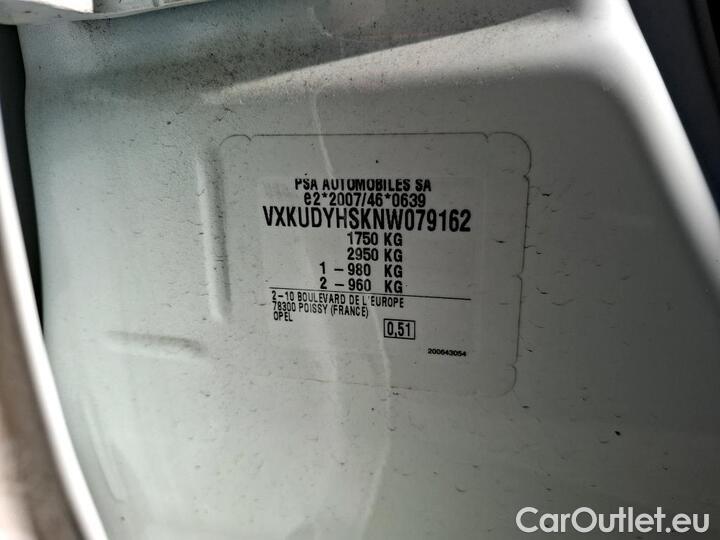 PSA AUTOMOBILES SA
e2*2007/46*0639
VXKUDYHSKNW079162
1750 KG
2950 KG
1 – 980 KG
2 – 960 KG
2–10 BOULEVARD DE L'EUROPE
78300 POISSY (FRANCE)
OPEL
0,51
200643054
CarOutlet.eu